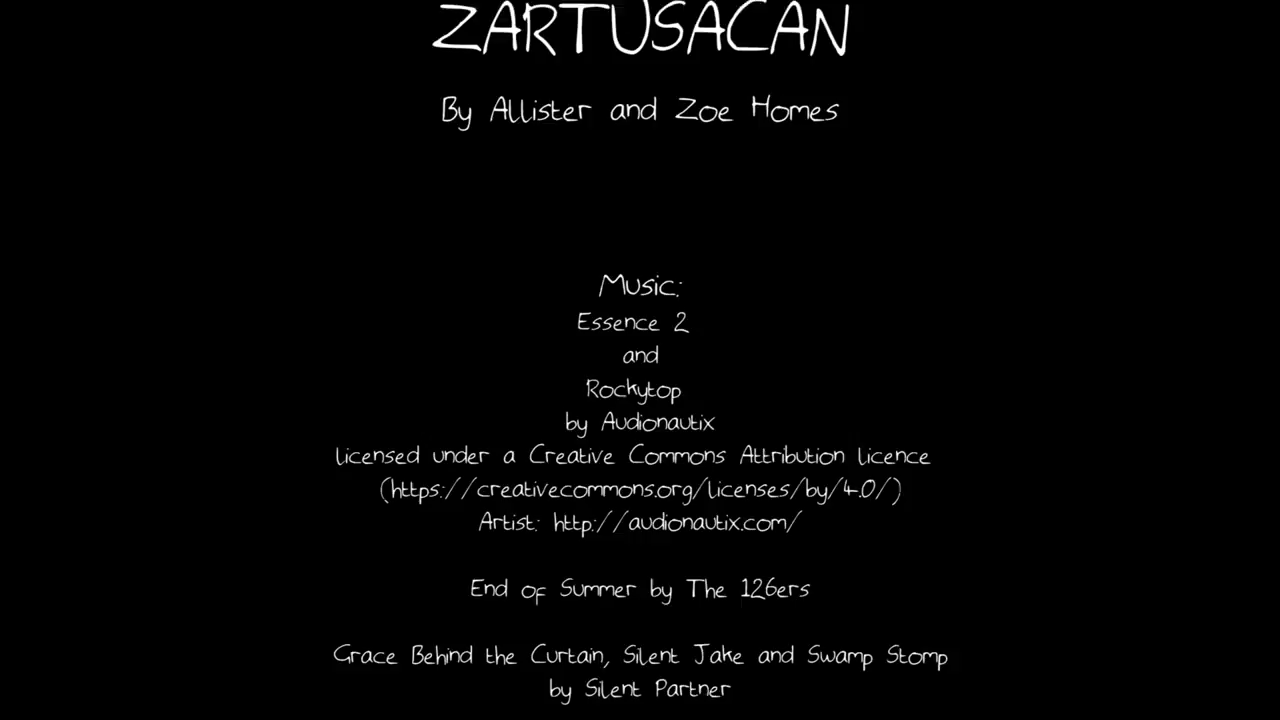 ZARTUSACAN
By Allister and Zoe Homes
Music:
Essence 2
and
Rockytop
by Audionautix
licensed under a Creative Commons Attribution licence
(https://creativecommons.org/licenses/by/4.0/)
Artist: http://audionautix.com/
End of Summer by The 126ers
Grace Behind the Curtain, Silent Jake and Swamp Stomp
by Silent Partner